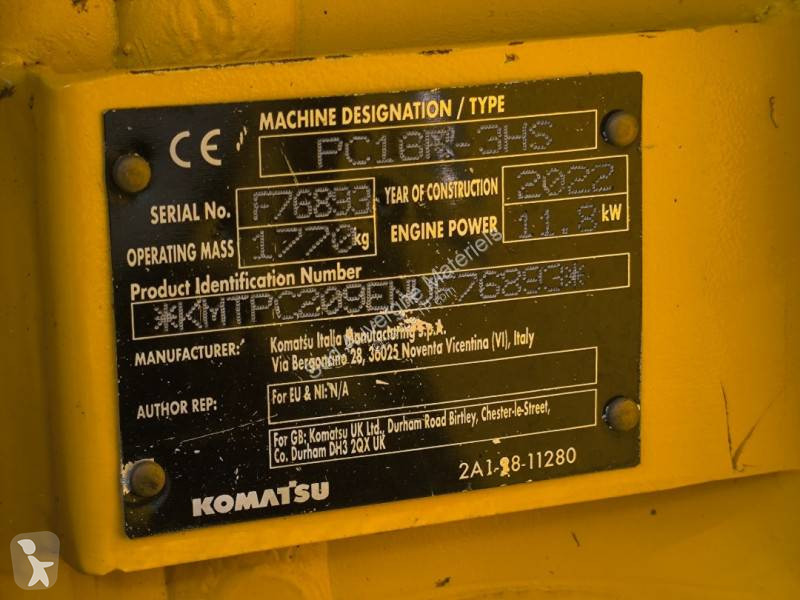 MACHINE DESIGNATION / TYPE
CE PC16R-3HS
SERIAL No. F76893 YEAR OF CONSTRUCTION 2022
OPERATING MASS 1770 kg ENGINE POWER 11.8 kW
Product Identification Number
MANUFACTURER: Komatsu Italia Manufacturing S.p.A.
Via Bergoncino 28, 36025 Noventa Vicentina (VI), Italy
AUTHOR REP: For EU & NI: N/A
For GB: Komatsu UK Ltd., Durham Road Birtley, Chester-le-Street,
Co. Durham DH3 2QX UK
KOMATSU